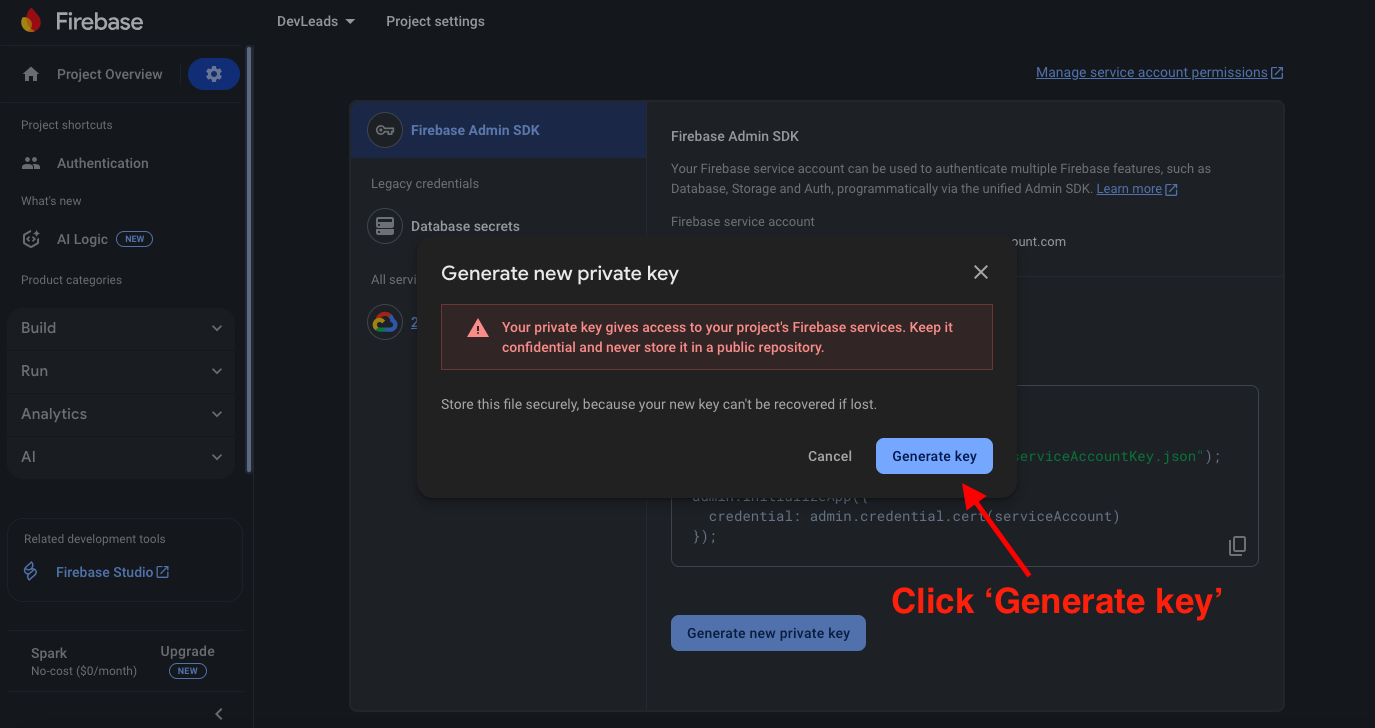 Firebase
DevLeads
Project settings
Project Overview
Manage service account permissions
Project shortcuts
Authentication
What's new
AI Logic
NEW
Product categories
Build
Run
Analytics
AI
Related development tools
Firebase Studio
Spark
No-cost ($0/month)
Upgrade
NEW
Firebase Admin SDK
Legacy credentials
Database secrets
All servi
2
Firebase Admin SDK
Your Firebase service account can be used to authenticate multiple Firebase features, such as
Database, Storage and Auth, programmatically via the unified Admin SDK. Learn more
Firebase service account
ount.com
Generate new private key
Your private key gives access to your project's Firebase services. Keep it
confidential and never store it in a public repository.
Store this file securely, because your new key can't be recovered if lost.
Cancel
Generate key
serviceAccountKey.json");
admin.initializeApp({
credential: admin.credential.cert(serviceAccount)
});
Click ‘Generate key’
Generate new private key